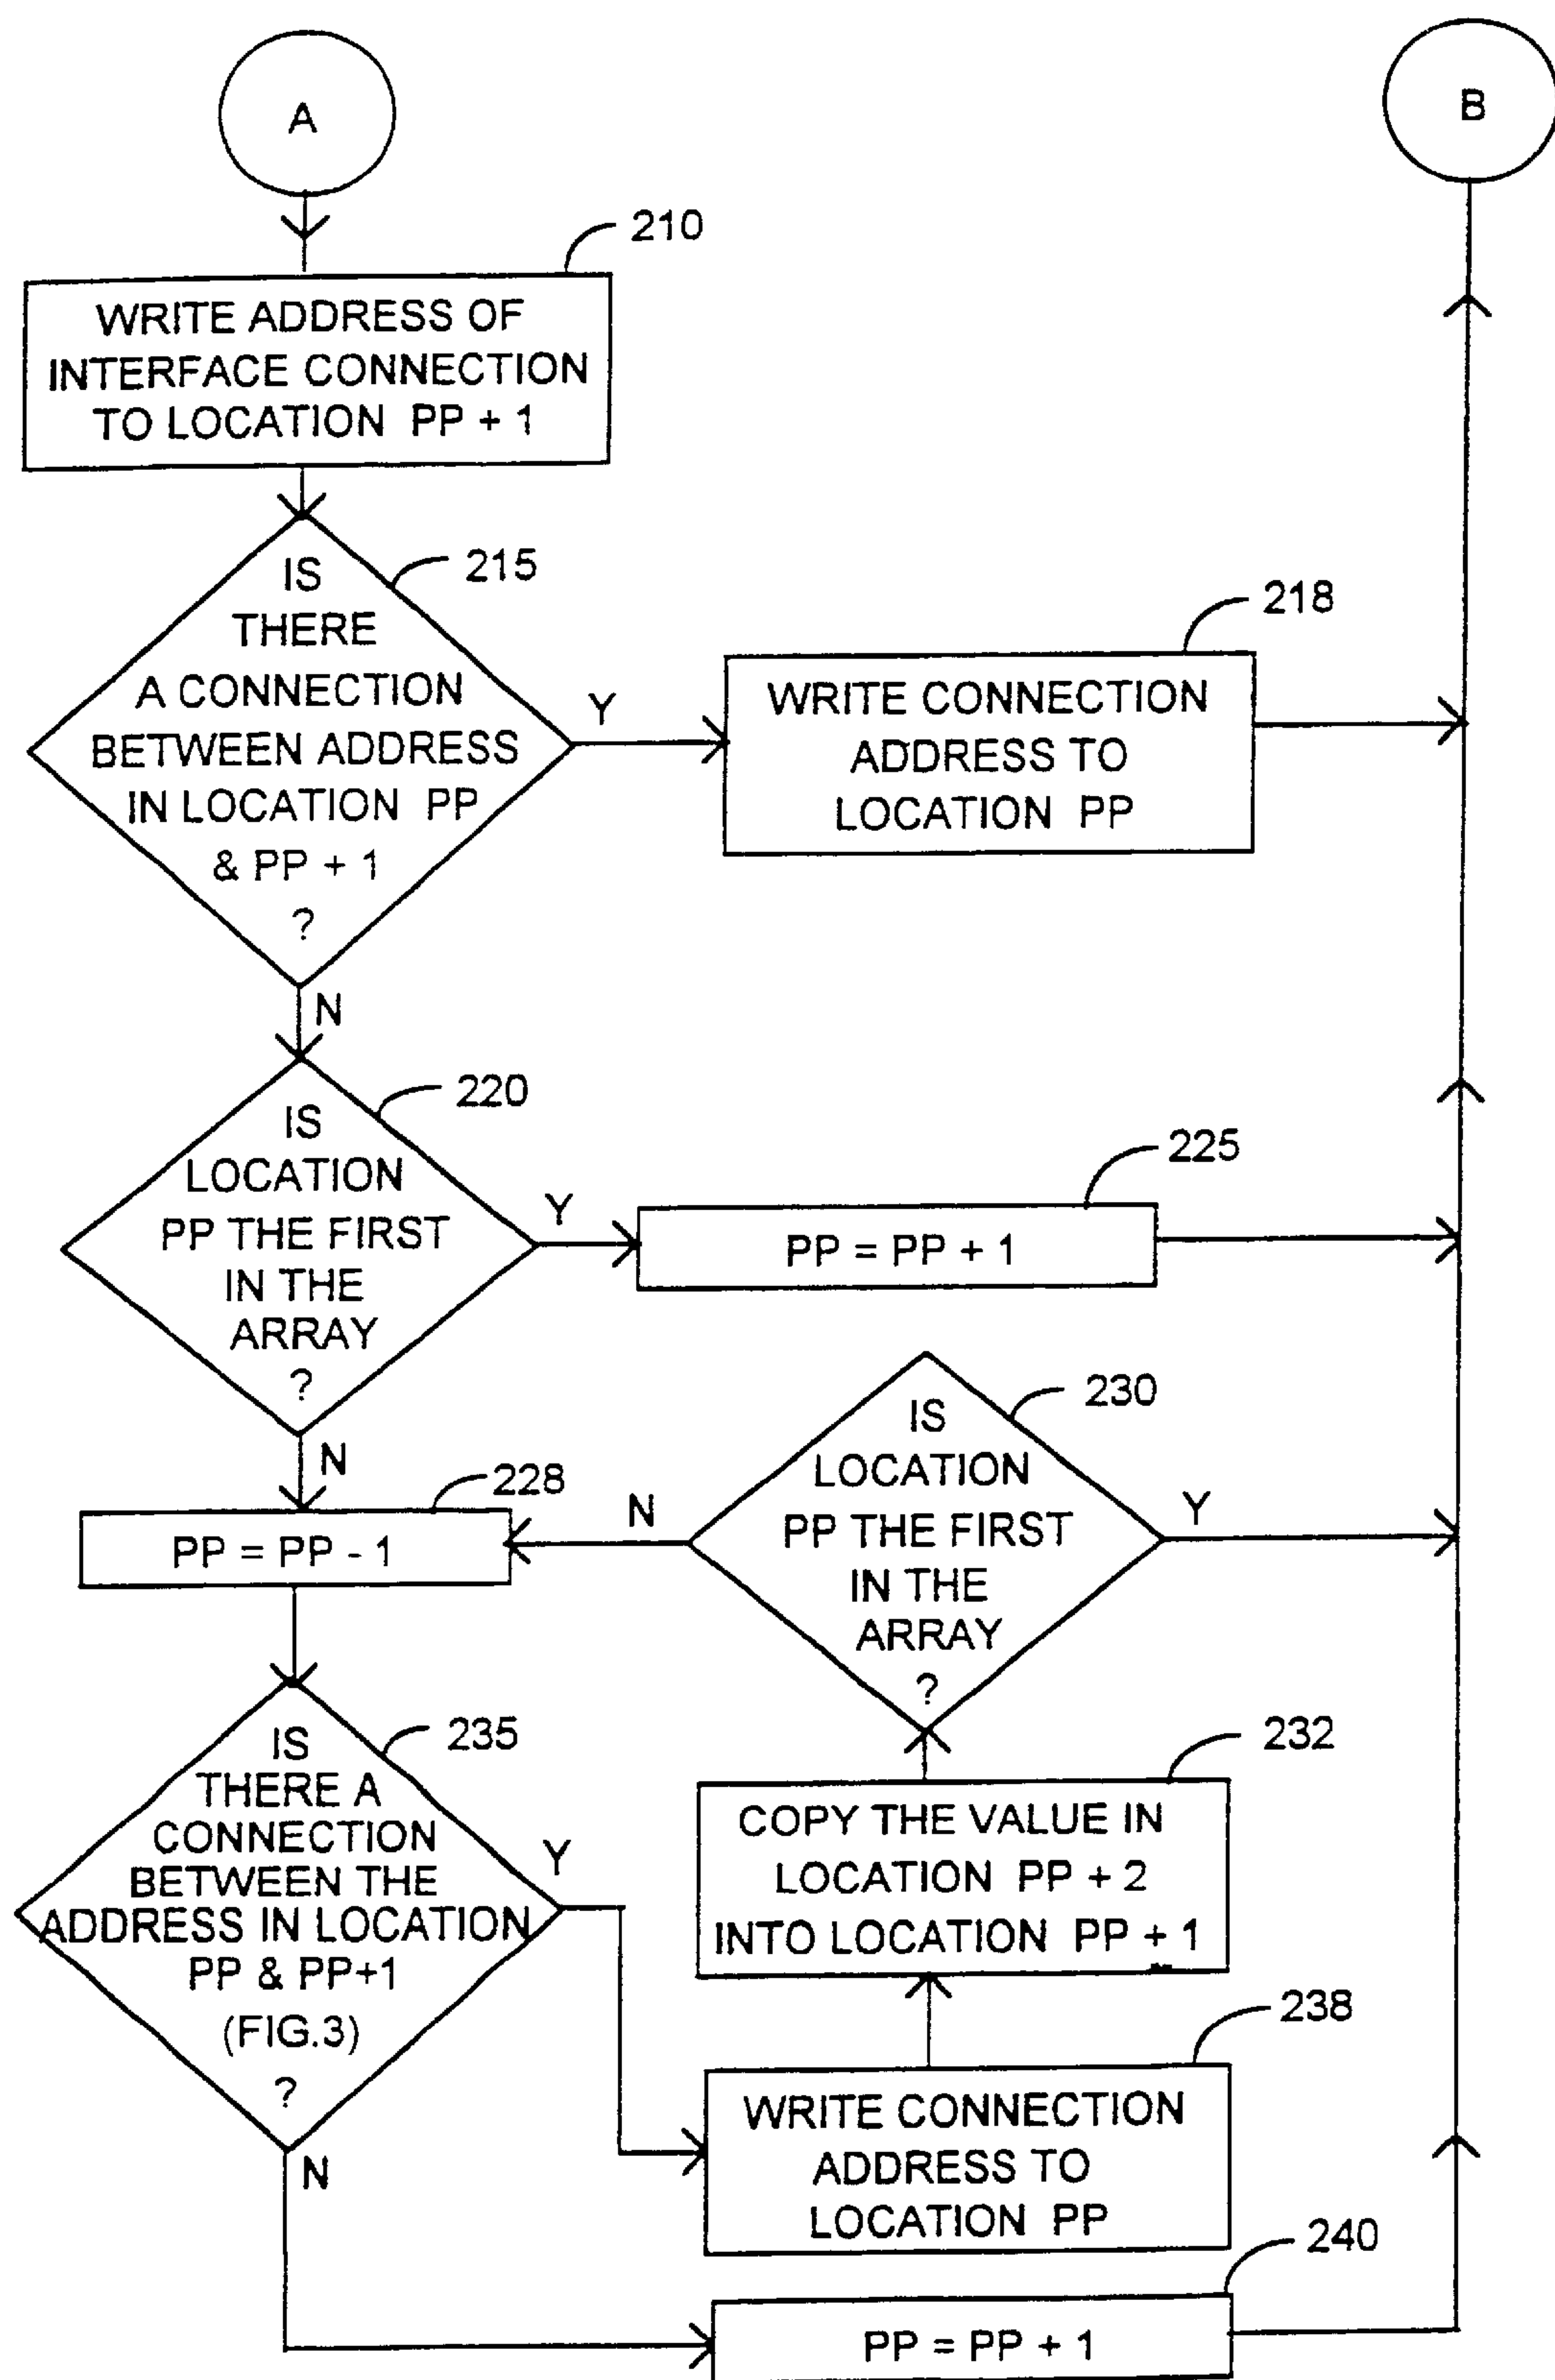 A
B
210
WRITE ADDRESS OF
INTERFACE CONNECTION
TO LOCATION PP + 1
215
IS
THERE
A CONNECTION
BETWEEN ADDRESS
IN LOCATION PP
& PP + 1
?
Y
N
218
WRITE CONNECTION
ADDRESS TO
LOCATION PP
220
IS
LOCATION
PP THE FIRST
IN THE
ARRAY
?
Y
N
225
PP = PP + 1
228
PP = PP - 1
230
IS
LOCATION
PP THE FIRST
IN THE
ARRAY
?
N
Y
235
IS
THERE A
CONNECTION
BETWEEN THE
ADDRESS IN LOCATION
PP & PP+1
(FIG.3)
?
Y
N
232
COPY THE VALUE IN
LOCATION PP + 2
INTO LOCATION PP + 1
238
WRITE CONNECTION
ADDRESS TO
LOCATION PP
240
PP = PP + 1